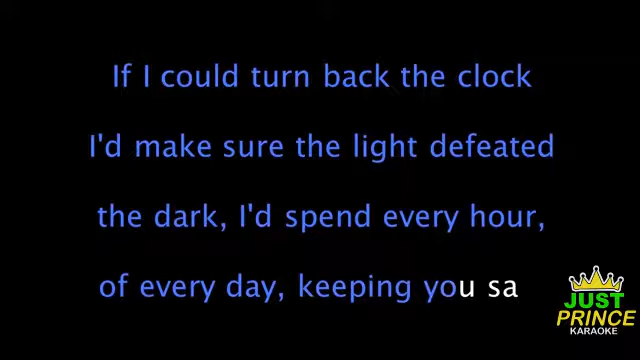 If I could turn back the clock
I'd make sure the light defeated
the dark, I'd spend every hour,
of every day, keeping you sa
JUST
PRINCE
KARAOKE